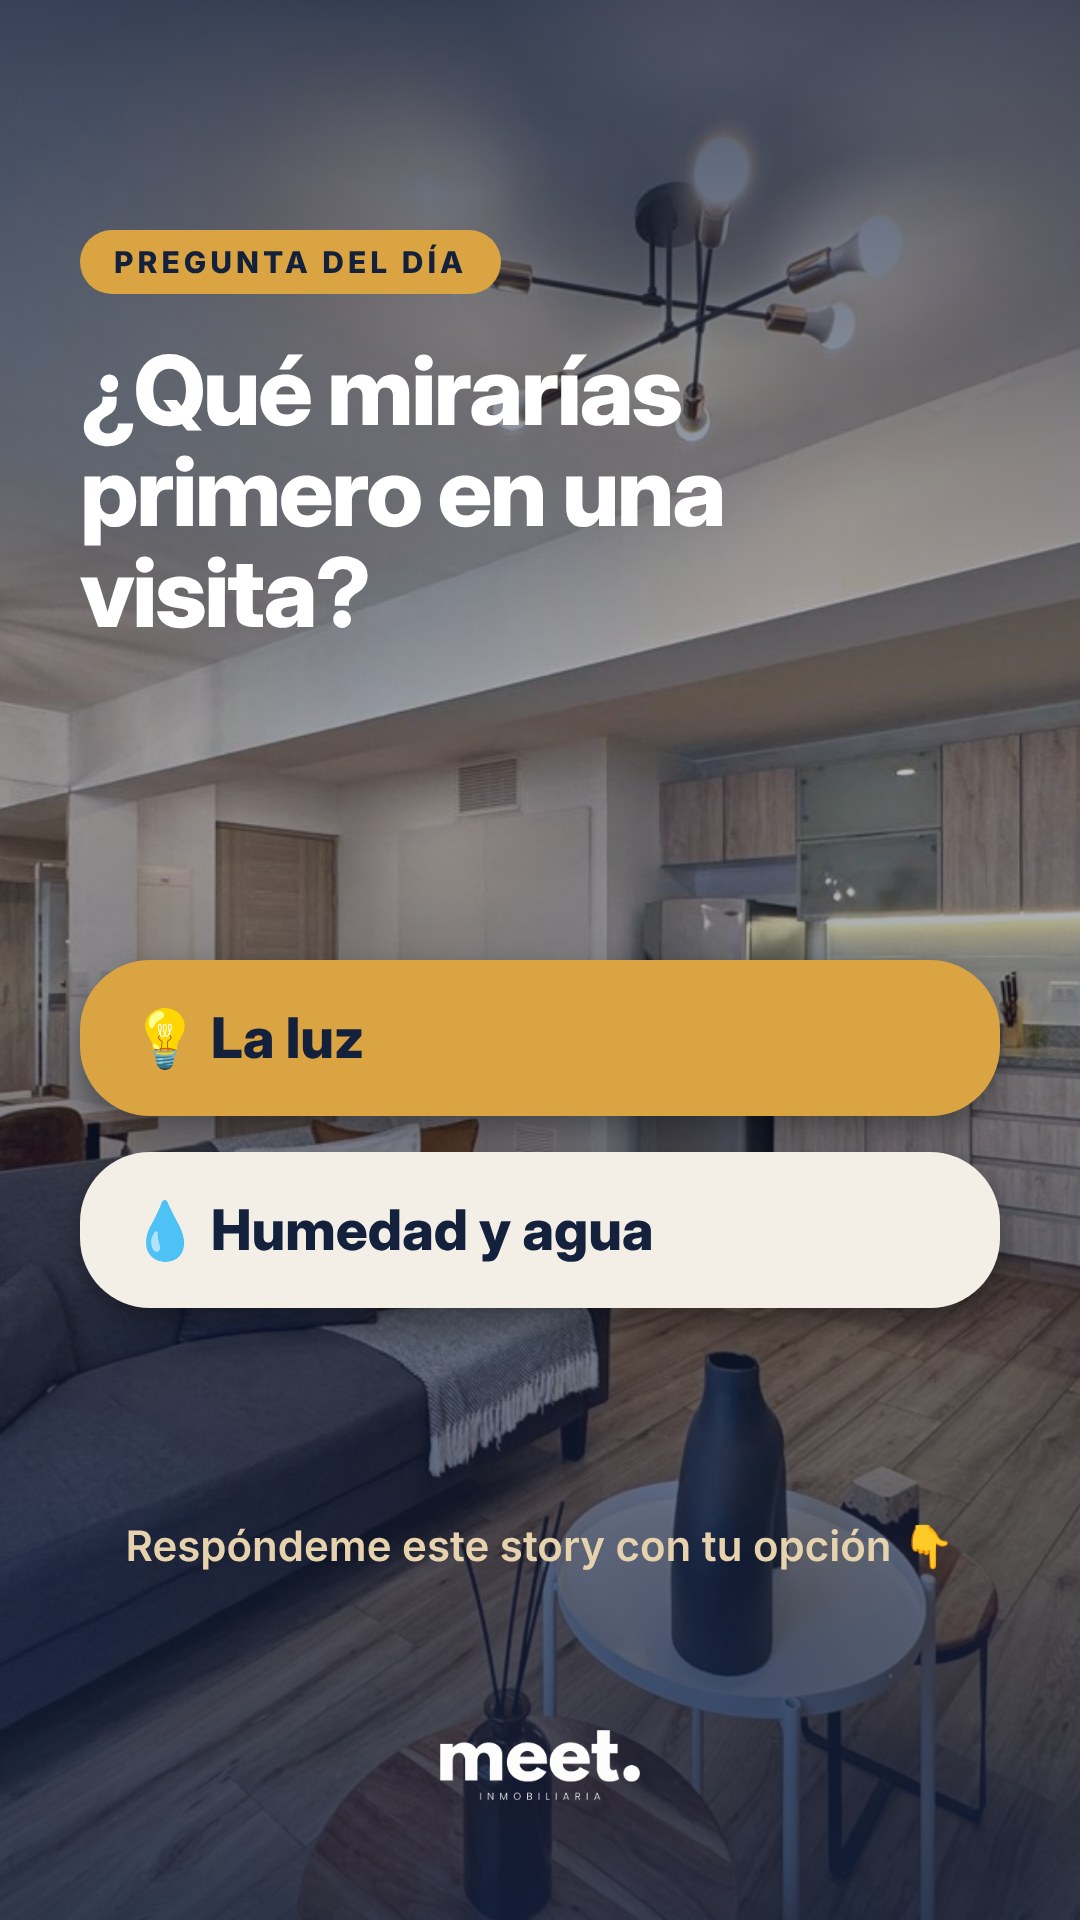 PREGUNTA DEL DÍA
¿Qué mirarías
primero en una
visita?
💡 La luz
💧 Humedad y agua
Respóndeme este story con tu opción 👇
meet.
INMOBILIARIA